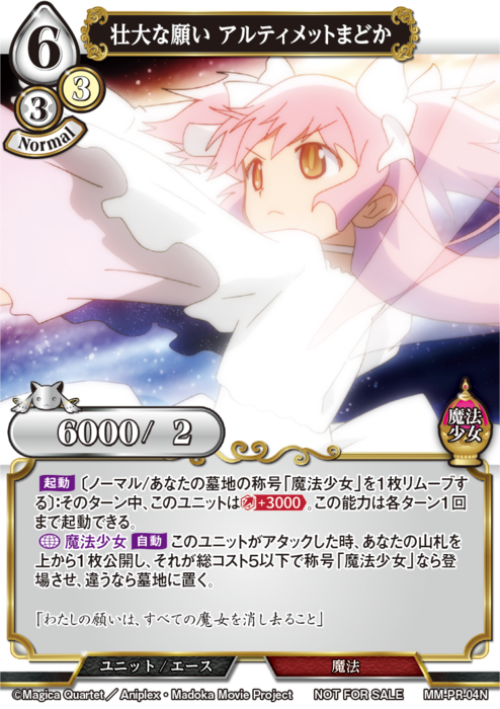 6
壮大な願い アルティメットまどか
3
3
Normal
6000/ 2
魔法
少女
起動 〔ノーマル/あなたの墓地の称号「魔法少女」を1枚リムーブす
る〕:そのターン中、このユニットは +3000 。この能力は各ターン1回
まで起動できる。
魔法少女 自動 このユニットがアタックした時、あなたの山札を
上から1枚公開し、それが総コスト5以下で称号「魔法少女」なら登
場させ、違うなら墓地に置く。
「わたしの願いは、すべての魔女を消し去ること」
ユニット/エース
魔法
©Magica Quartet／Aniplex・Madoka Movie Project NOT FOR SALE MM-PR-04N